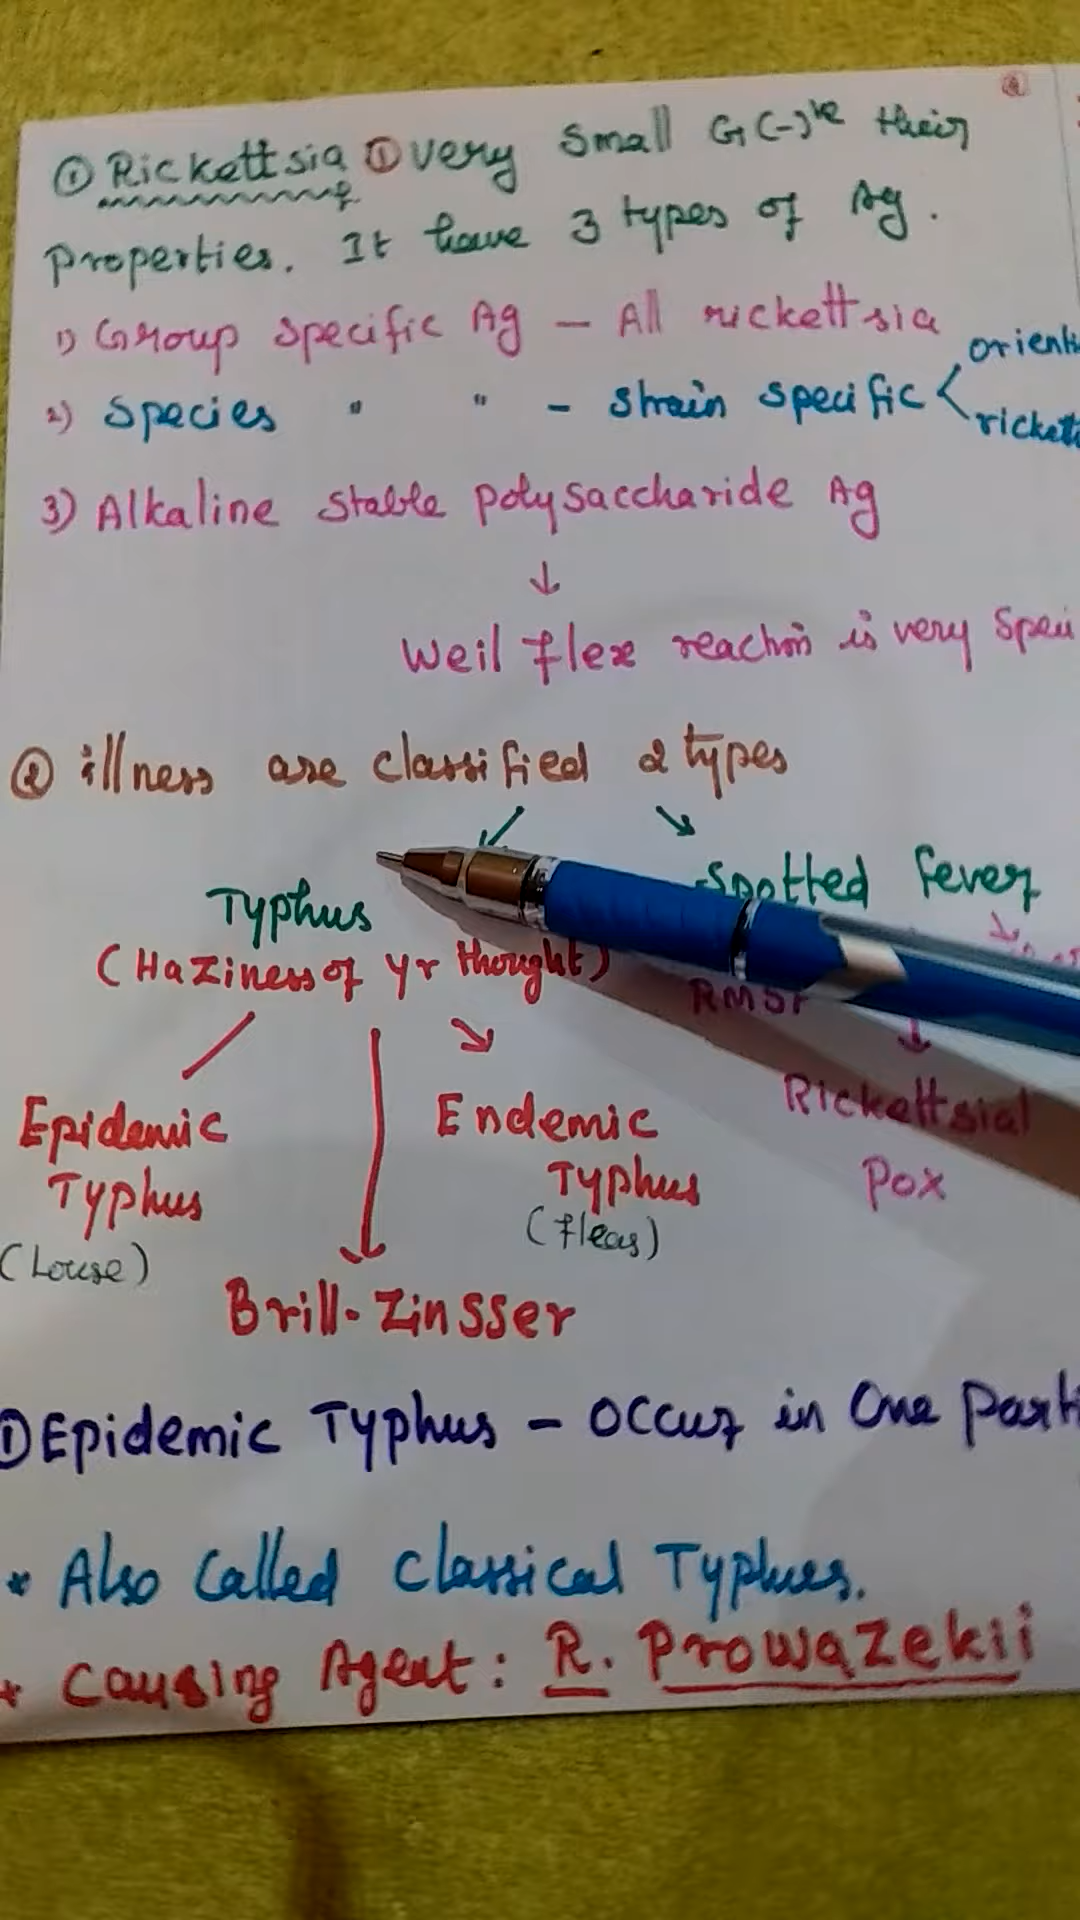 ① Rickettsia ① very small G(-)ve their
properties. It have 3 types of Ag.
1) Group specific Ag – All rickettsia
2) Species " " – strain specific < orienti
ricketts
3) Alkaline stable polysaccharide Ag
↓
Weil flex reaction is very Speci
② illness are classified 2 types
Typhus
Spotted fever
(Haziness of yr thought)
RMSF
Epidemic Typhus
(Louse)
Brill-Zinsser
Endemic Typhus
(fleas)
Rickettsial
Pox
① Epidemic Typhus – Occur in One parti
* Also Called Classical Typhus.
* Causing Agent: R. Prowazekii